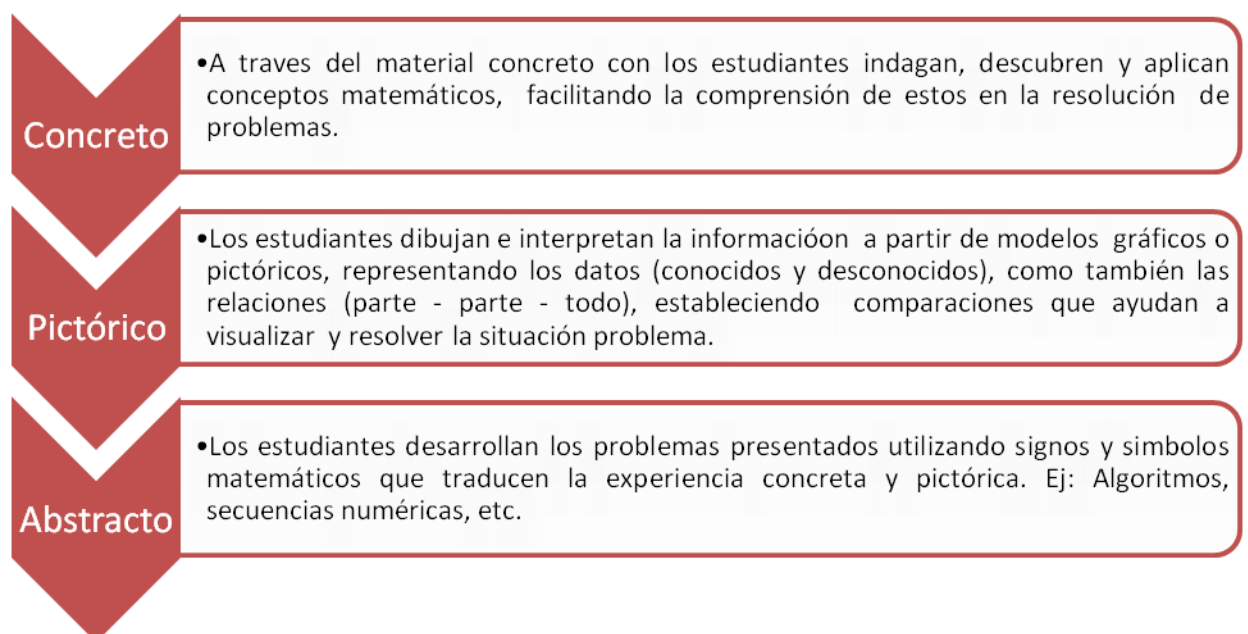 Concreto
•A traves del material concreto con los estudiantes indagan, descubren y aplican
conceptos matemáticos, facilitando la comprensión de estos en la resolución de
problemas.
Pictórico
•Los estudiantes dibujan e interpretan la informacióon a partir de modelos gráficos o
pictóricos, representando los datos (conocidos y desconocidos), como también las
relaciones (parte - parte - todo), estableciendo comparaciones que ayudan a
visualizar y resolver la situación problema.
Abstracto
•Los estudiantes desarrollan los problemas presentados utilizando signos y simbolos
matemáticos que traducen la experiencia concreta y pictórica. Ej: Algoritmos,
secuencias numéricas, etc.